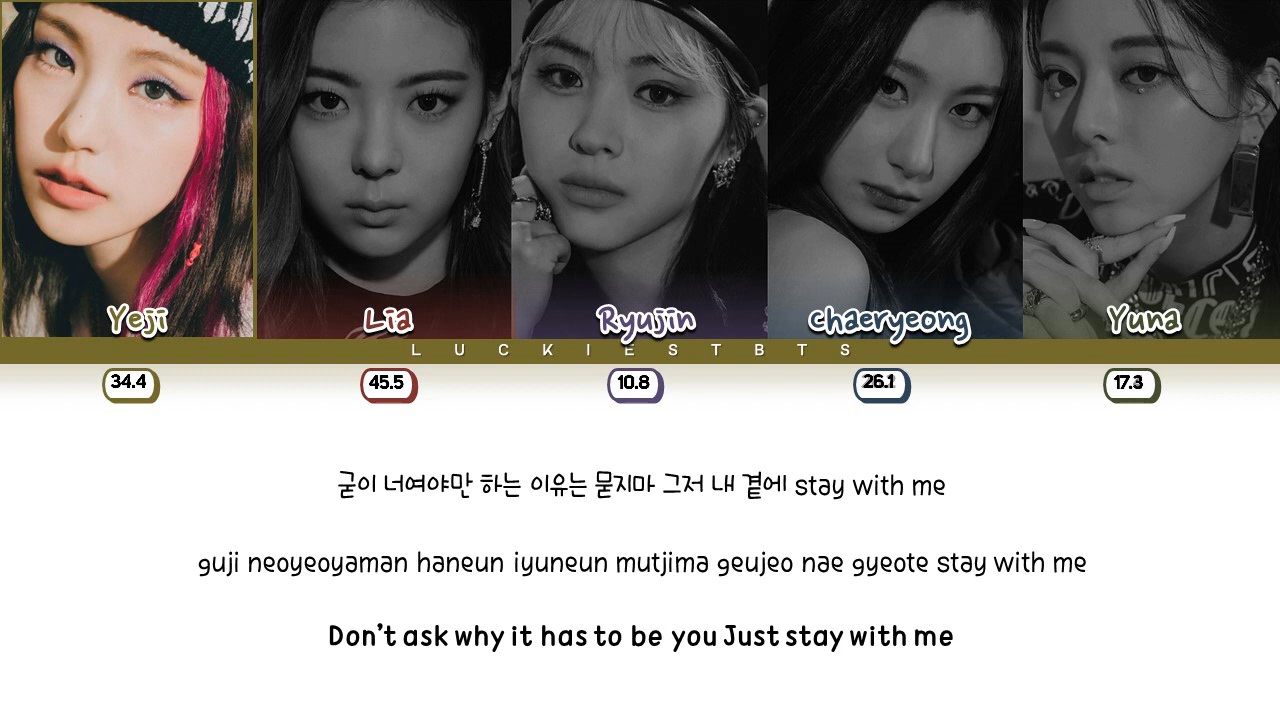 Yeji Lia Ryujin chaeryeong Yuna
LUCKIESTBTS
34.4 45.5 10.8 26.1 17.3
굳이 너여야만 하는 이유는 묻지마 그저 내 곁에 stay with me
guji neoyeoyaman haneun iyuneun mutjima geujeo nae gyeote stay with me
Don't ask why it has to be you Just stay with me